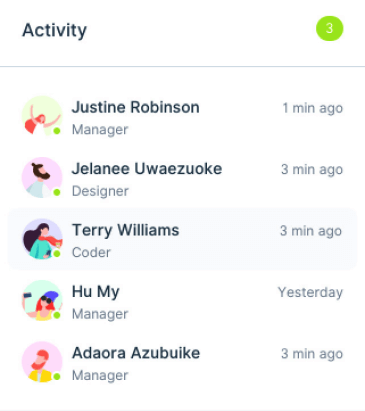 Activity 3
Justine Robinson 1 min ago
Manager
Jelanee Uwaezuoke 3 min ago
Designer
Terry Williams 3 min ago
Coder
Hu My Yesterday
Manager
Adaora Azubuike 3 min ago
Manager